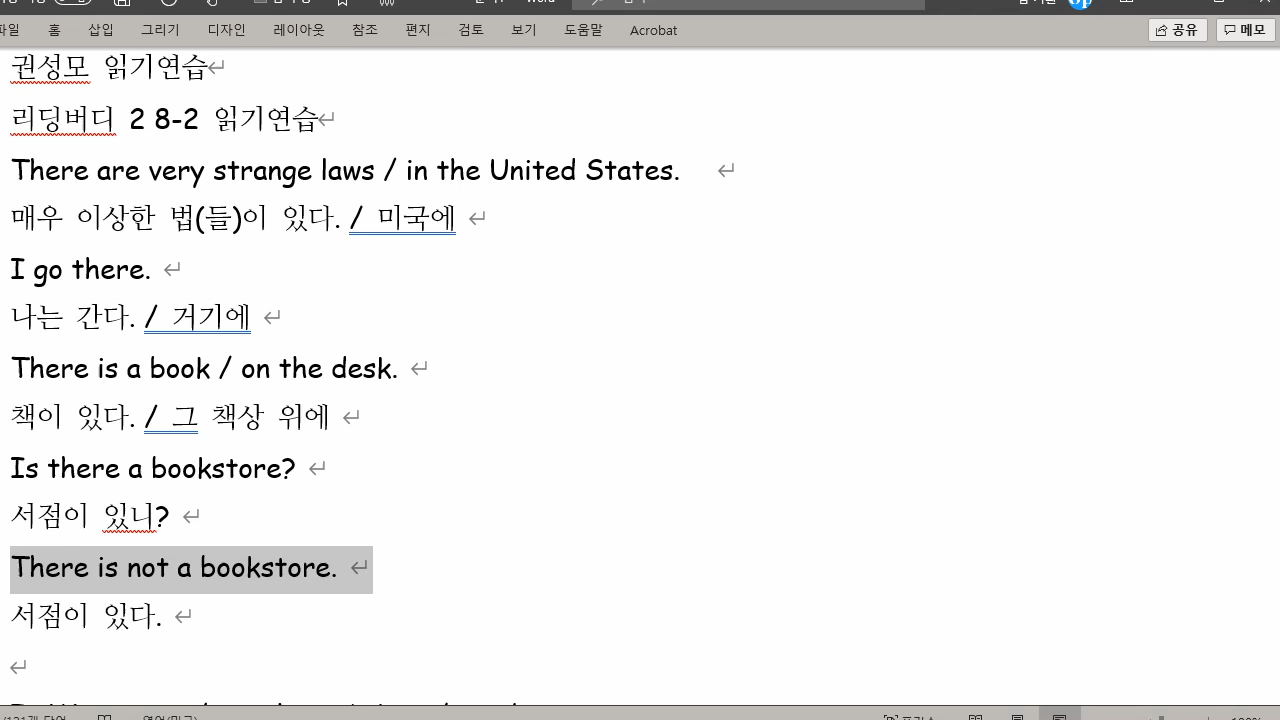 홈 삽입 그리기 디자인 레이아웃 참조 편지 검토 보기 도움말 Acrobat 공유 메모
권성모 읽기연습
리딩버디 2 8-2 읽기연습
There are very strange laws / in the United States.
매우 이상한 법(들)이 있다. / 미국에
I go there.
나는 간다. / 거기에
There is a book / on the desk.
책이 있다. / 그 책상 위에
Is there a bookstore?
서점이 있니?
There is not a bookstore.
서점이 있다.